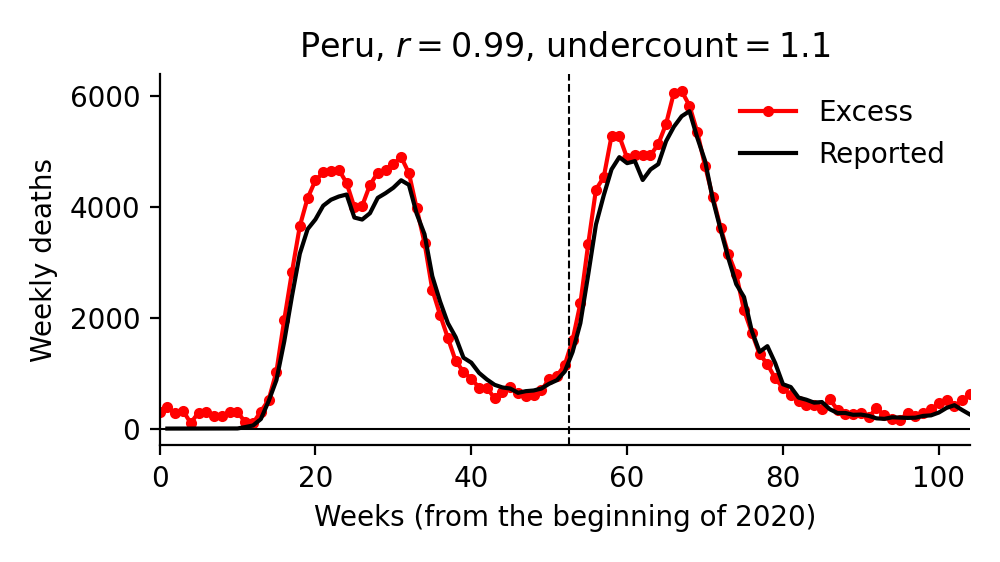 Peru, r = 0.99, undercount = 1.1
Excess
Reported
Weekly deaths
6000
4000
2000
0
0 20 40 60 80 100
Weeks (from the beginning of 2020)